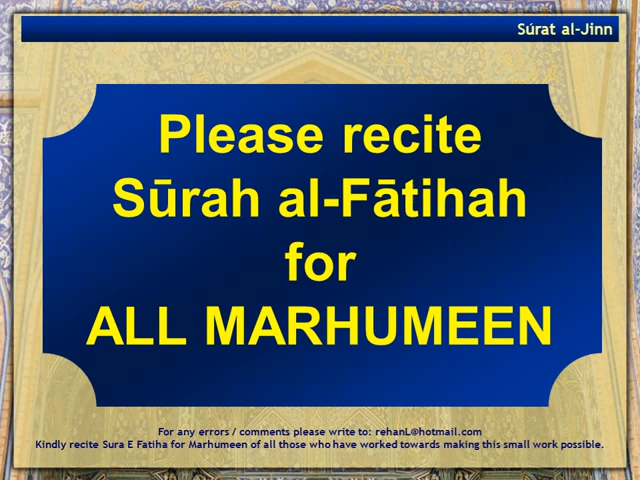 Súrat al-Jinn
Please recite
Sūrah al-Fātihah
for
ALL MARHUMEEN
For any errors / comments please write to: rehanL@hotmail.com
Kindly recite Sura E Fatiha for Marhumeen of all those who have worked towards making this small work possible.